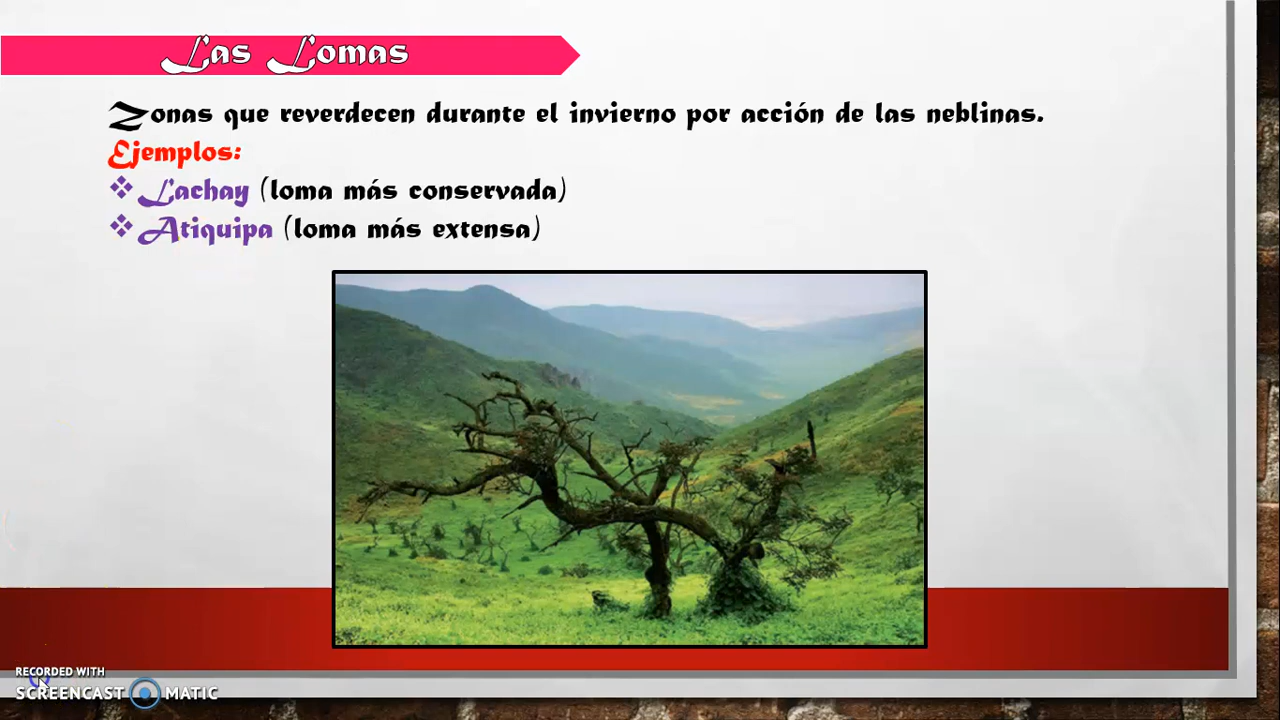 Las Lomas
Zonas que reverdecen durante el invierno por acción de las neblinas.
Ejemplos:
❖ Lachay (loma más conservada)
❖ Atiquipa (loma más extensa)
RECORDED WITH
SCREENCAST MATIC